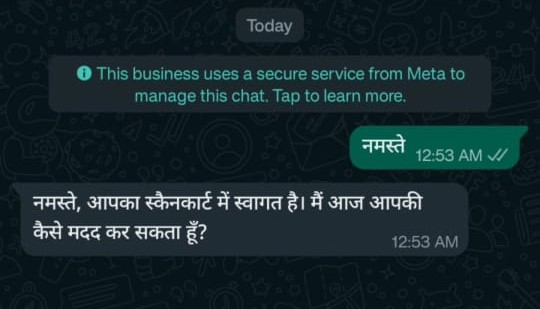 Today
This business uses a secure service from Meta to
manage this chat. Tap to learn more.
नमस्ते 12:53 AM
नमस्ते, आपका स्कैनकार्ट में स्वागत है। मैं आज आपकी
कैसे मदद कर सकता हूँ?
12:53 AM